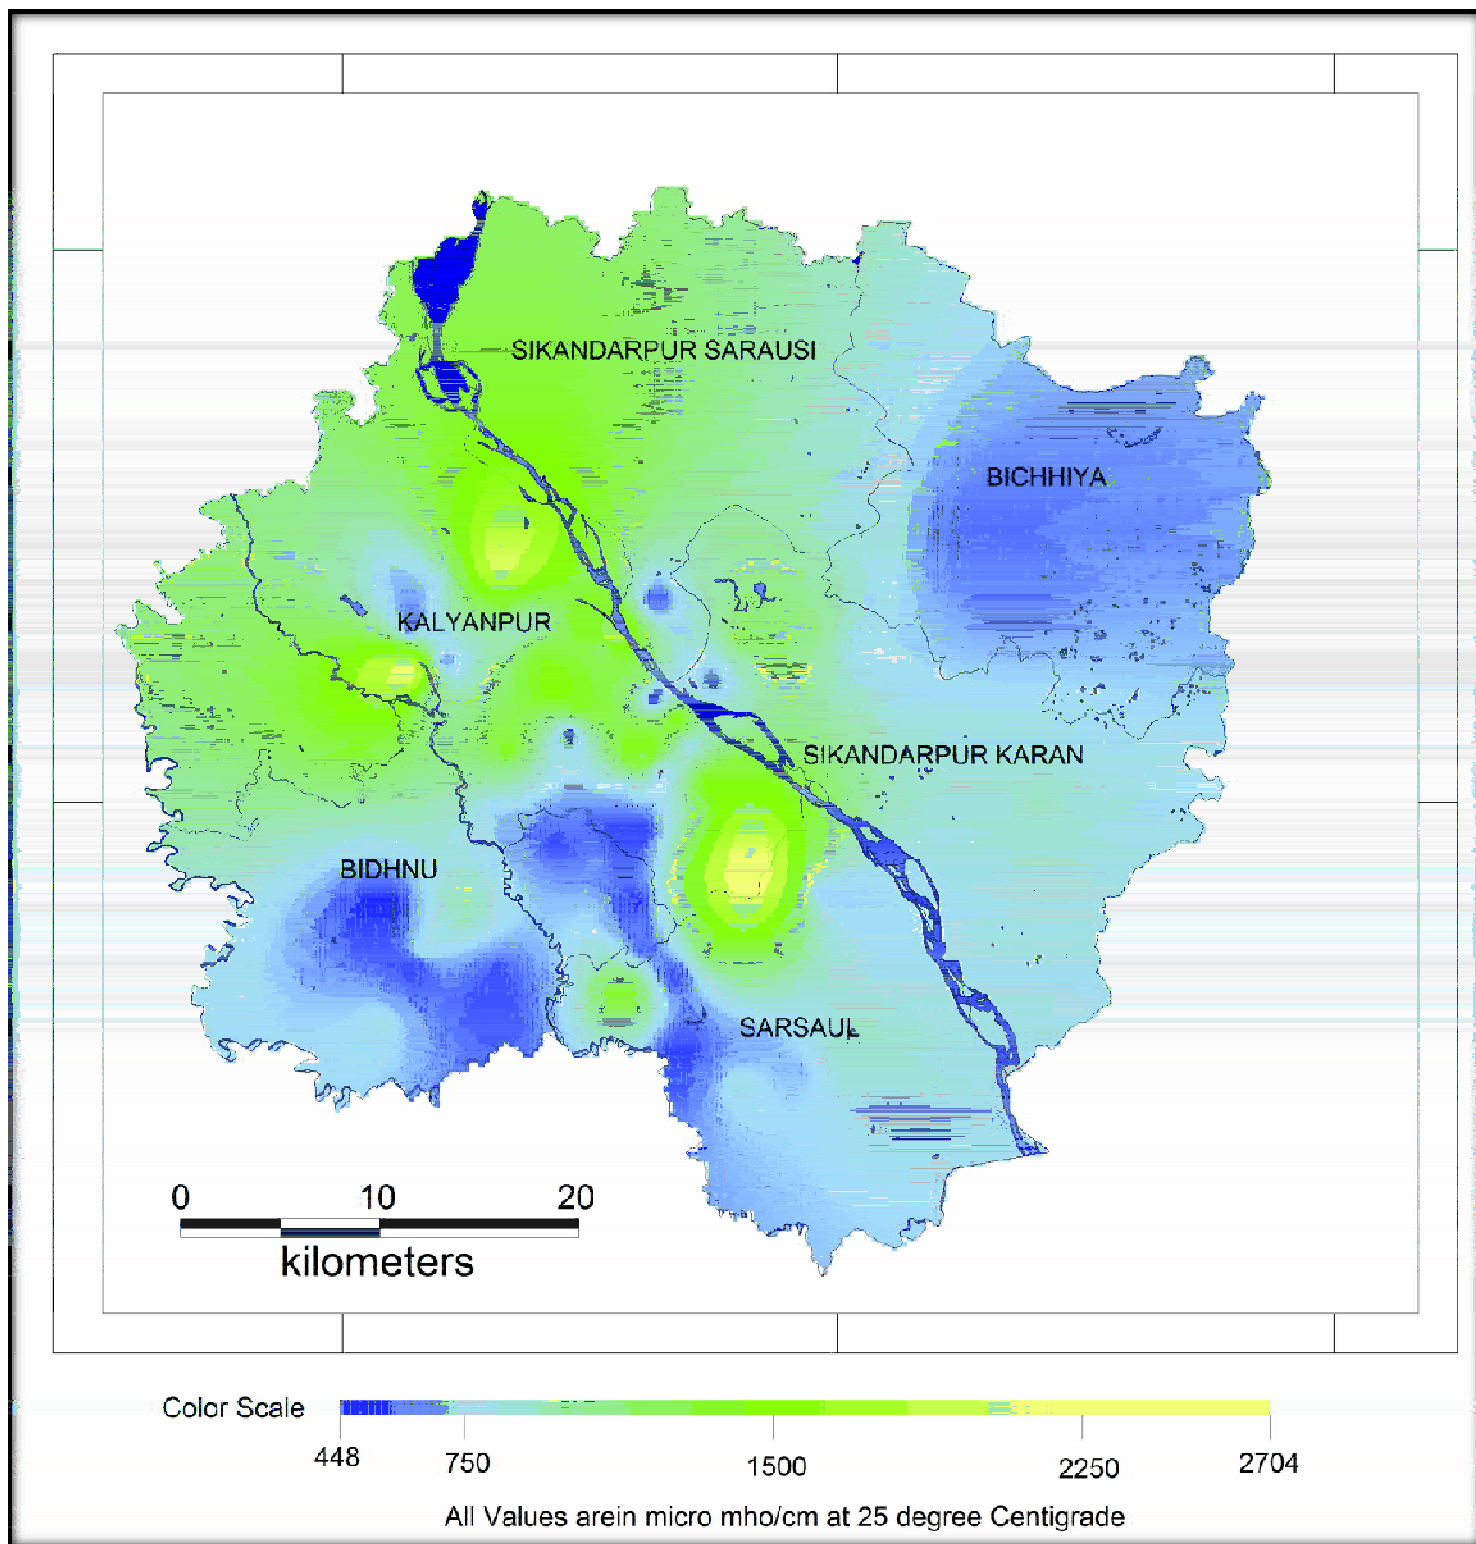 SIKANDARPUR SARAUSI
BICHHIYA
KALYANPUR
SIKANDARPUR KARAN
BIDHNU
SARSAUL
0 10 20
kilometers
Color Scale
448 750 1500 2250 2704
All Values arein micro mho/cm at 25 degree Centigrade